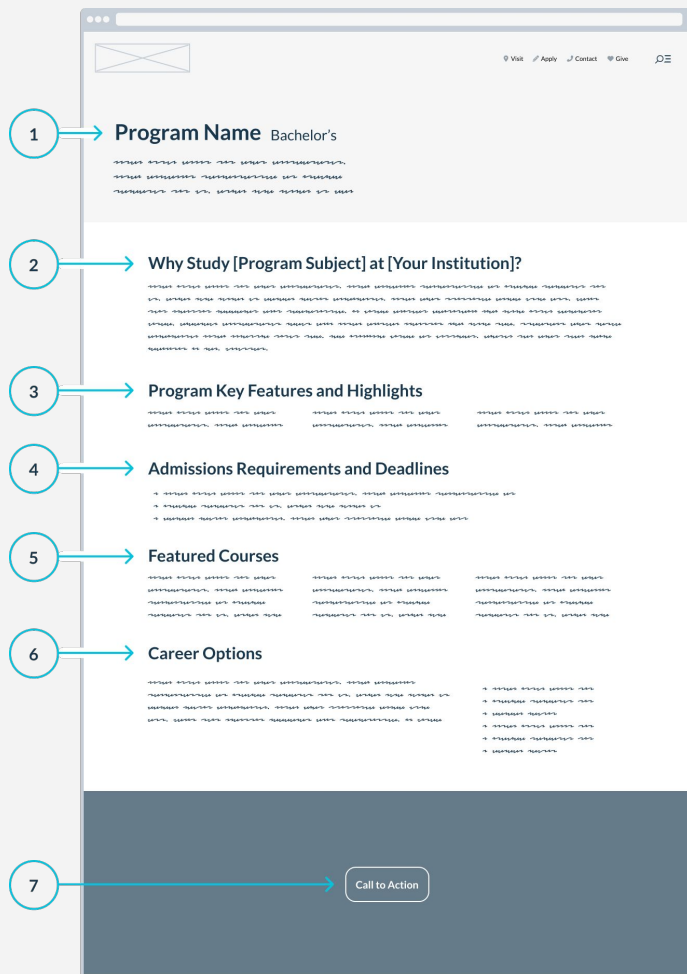 Visit Apply Contact Give
1 Program Name Bachelor's
2 Why Study [Program Subject] at [Your Institution]?
3 Program Key Features and Highlights
4 Admissions Requirements and Deadlines
5 Featured Courses
6 Career Options
7 Call to Action